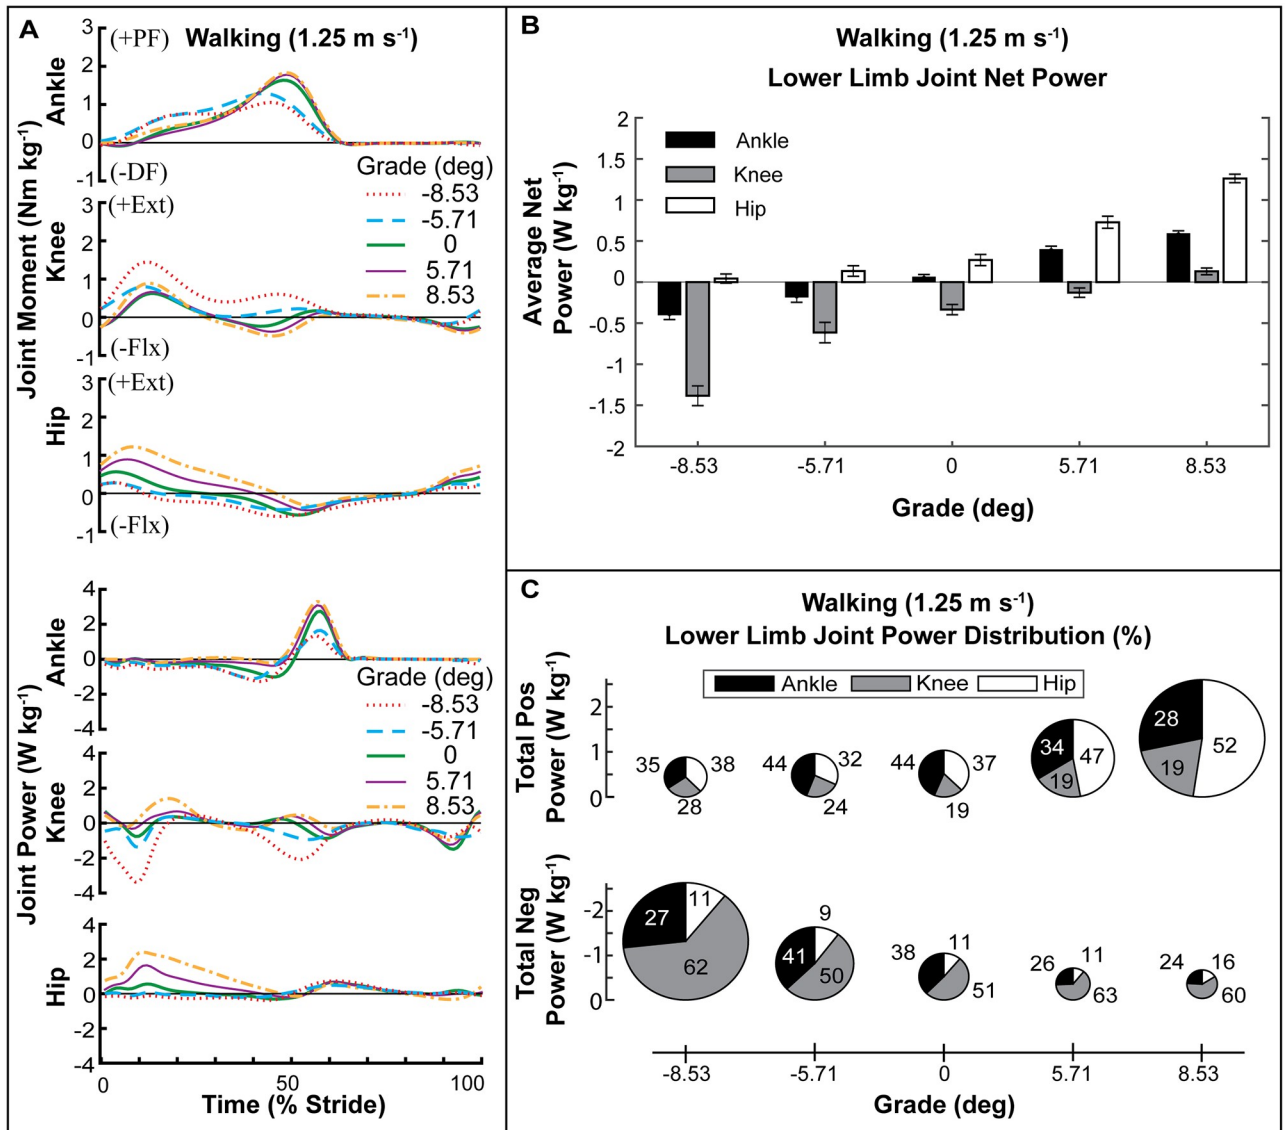 A
(+PF) Walking (1.25 m s-1)
3
2
1
0
-1
Ankle
(-DF)
Joint Moment (Nm kg-1)
Grade (deg)
-8.53
-5.71
0
5.71
8.53
3
2
1
0
-1
Knee
(+Ext)
(-Flx)
3
2
1
0
-1
Hip
(+Ext)
(-Flx)
4
2
0
-2
-4
Ankle
Joint Power (W kg-1)
Grade (deg)
-8.53
-5.71
0
5.71
8.53
4
2
0
-2
-4
Knee
4
2
0
-2
-4
Hip
0 50 100
Time (% Stride)
B
Walking (1.25 m s-1)
Lower Limb Joint Net Power
Average Net
Power (W kg-1)
2
1.5
1
0.5
0
-0.5
-1
-1.5
-2
Ankle
Knee
Hip
-8.53 -5.71 0 5.71 8.53
Grade (deg)
C
Walking (1.25 m s-1)
Lower Limb Joint Power Distribution (%)
Ankle Knee Hip
Total Pos
Power (W kg-1)
2
1
0
35 38 28
44 32 24
44 37 19
34 47 19
28 52 19
Total Neg
Power (W kg-1)
-2
-1
0
27 11 62
41 9 50
38 11 51
26 11 63
24 16 60
-8.53 -5.71 0 5.71 8.53
Grade (deg)